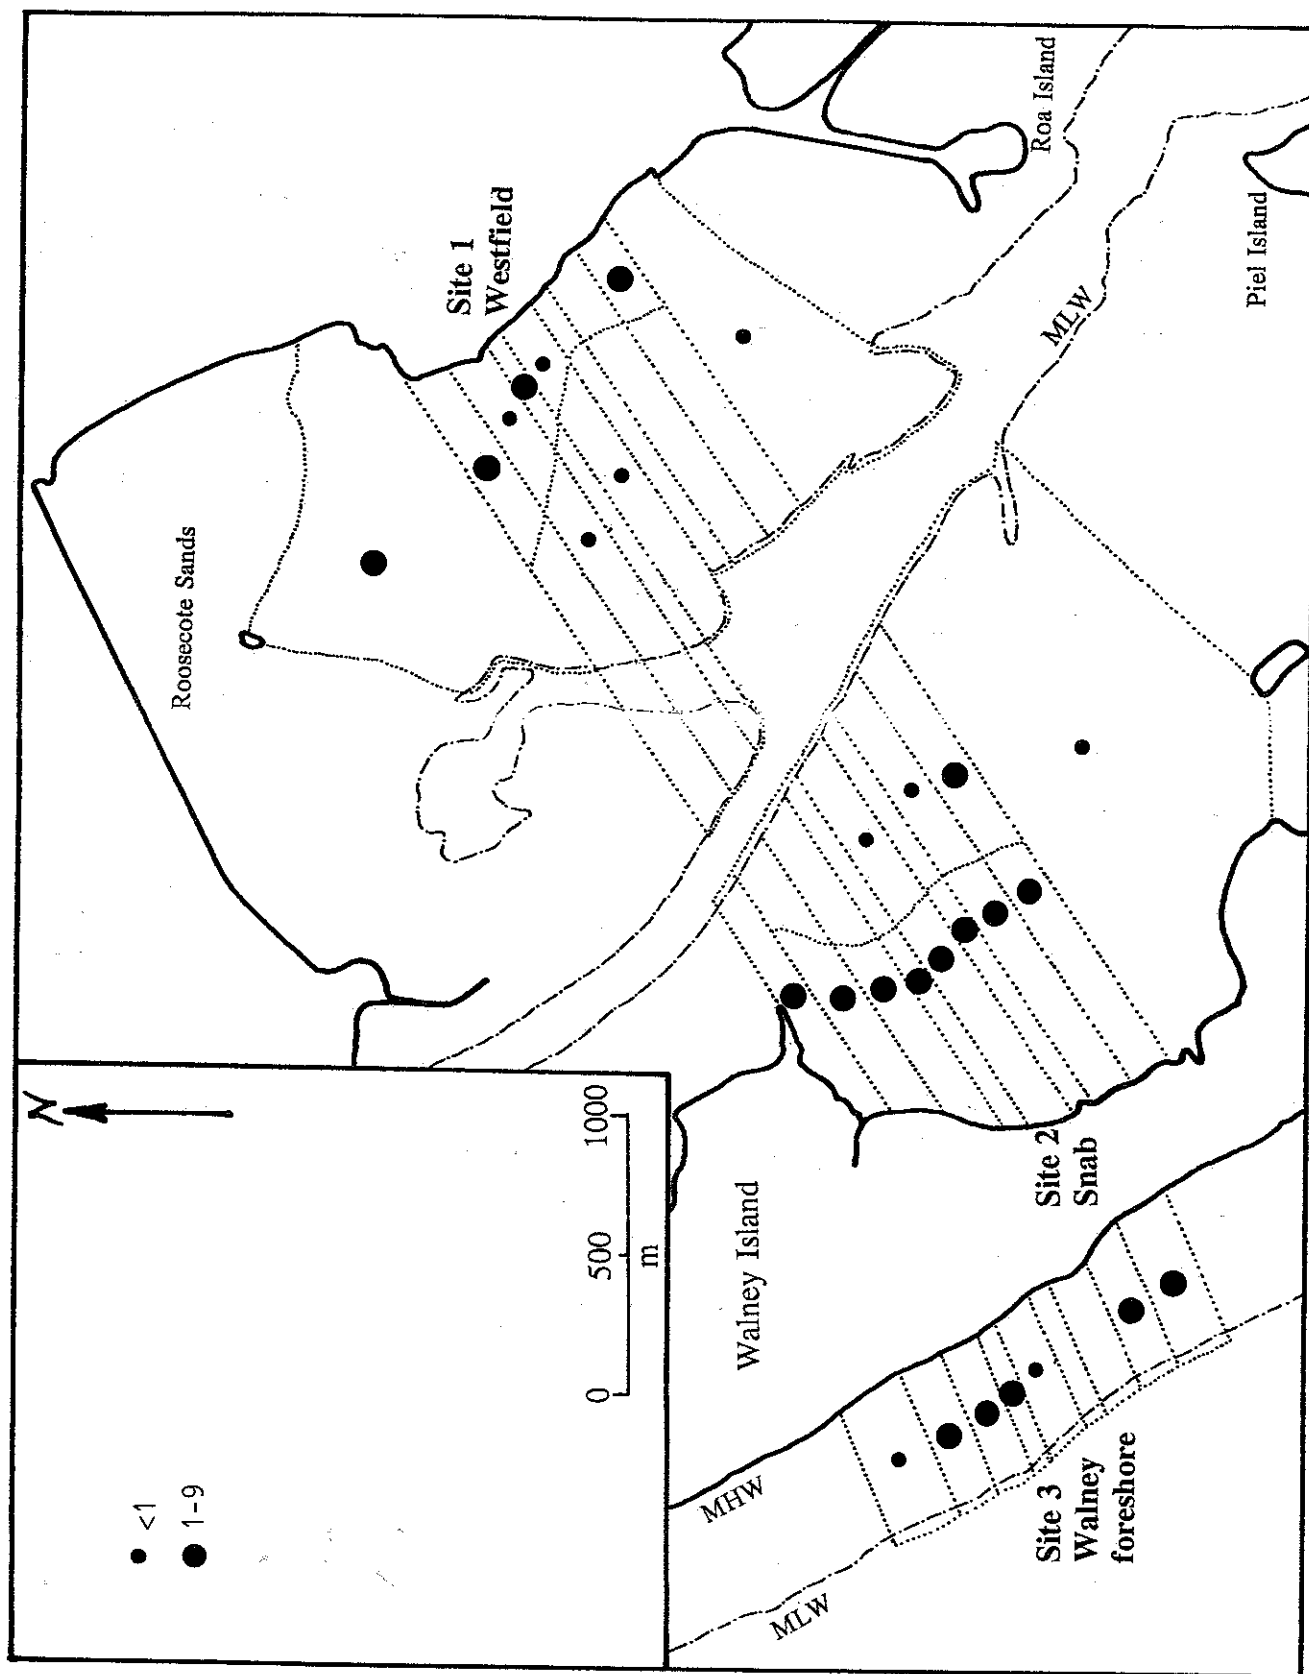 N
<1
1-9
0 500 1000
m
Roosecote Sands
Site 1
Westfield
Roa Island
Piel Island
MLW
Walney Island
Site 2
Snab
MHW
MLW
Site 3
Walney
foreshore